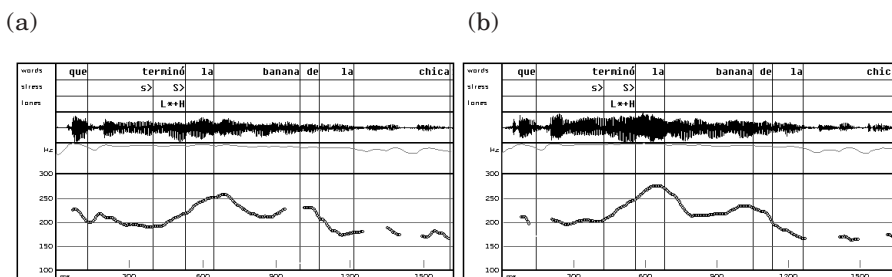 (a) (b)
words que terminó la banana de la chica
stress s> S>
tones L*+H
Hz
300
250
200
150
100
ms 300 600 900 1200 1500
words que terminó la banana de la chic
stress s> S>
tones L*+H
Hz
300
250
200
150
100
ms 300 600 900 1200 1500